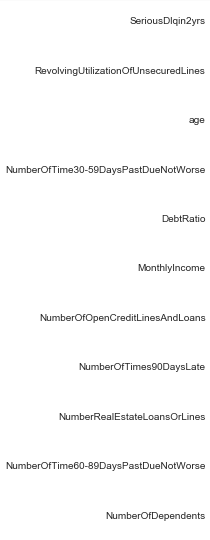 SeriousDlqin2yrs
RevolvingUtilizationOfUnsecuredLines
age
NumberOfTime30-59DaysPastDueNotWorse
DebtRatio
MonthlyIncome
NumberOfOpenCreditLinesAndLoans
NumberOfTimes90DaysLate
NumberRealEstateLoansOrLines
NumberOfTime60-89DaysPastDueNotWorse
NumberOfDependents